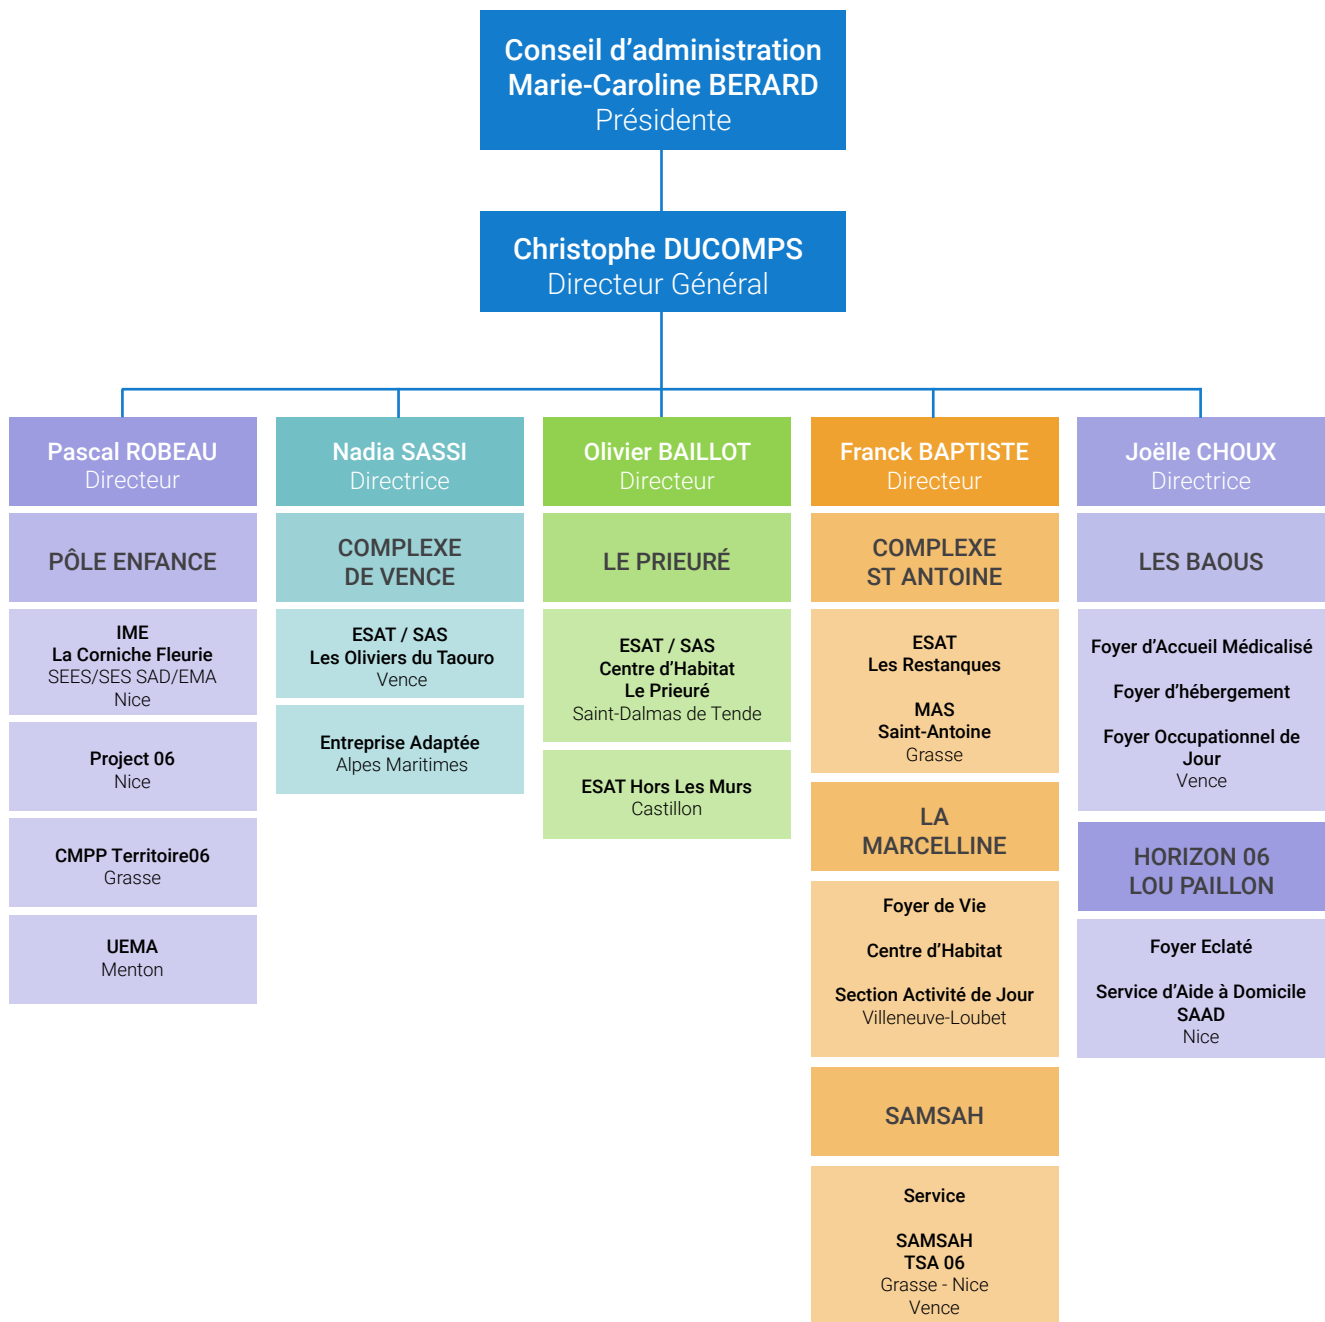 Conseil d’administration
Marie-Caroline BERARD
Présidente
Christophe DUCOMPS
Directeur Général
Pascal ROBEAU
Directeur
PÔLE ENFANCE
IME
La Corniche Fleurie
SEES/SES SAD/EMA
Nice
Project 06
Nice
CMPP Territoire06
Grasse
UEMA
Menton
Nadia SASSI
Directrice
COMPLEXE
DE VENCE
ESAT / SAS
Les Oliviers du Taouro
Vence
Entreprise Adaptée
Alpes Maritimes
Olivier BAILLOT
Directeur
LE PRIEURÉ
ESAT / SAS
Centre d’Habitat
Le Prieuré
Saint-Dalmas de Tende
ESAT Hors Les Murs
Castillon
Franck BAPTISTE
Directeur
COMPLEXE
ST ANTOINE
ESAT
Les Restanques
MAS
Saint-Antoine
Grasse
LA
MARCELLINE
Foyer de Vie
Centre d’Habitat
Section Activité de Jour
Villeneuve-Loubet
SAMSAH
Service
SAMSAH
TSA 06
Grasse - Nice
Vence
Joëlle CHOUX
Directrice
LES BAOUS
Foyer d’Accueil Médicalisé
Foyer d’hébergement
Foyer Occupationnel de
Jour
Vence
HORIZON 06
LOU PAILLON
Foyer Eclaté
Service d’Aide à Domicile
SAAD
Nice